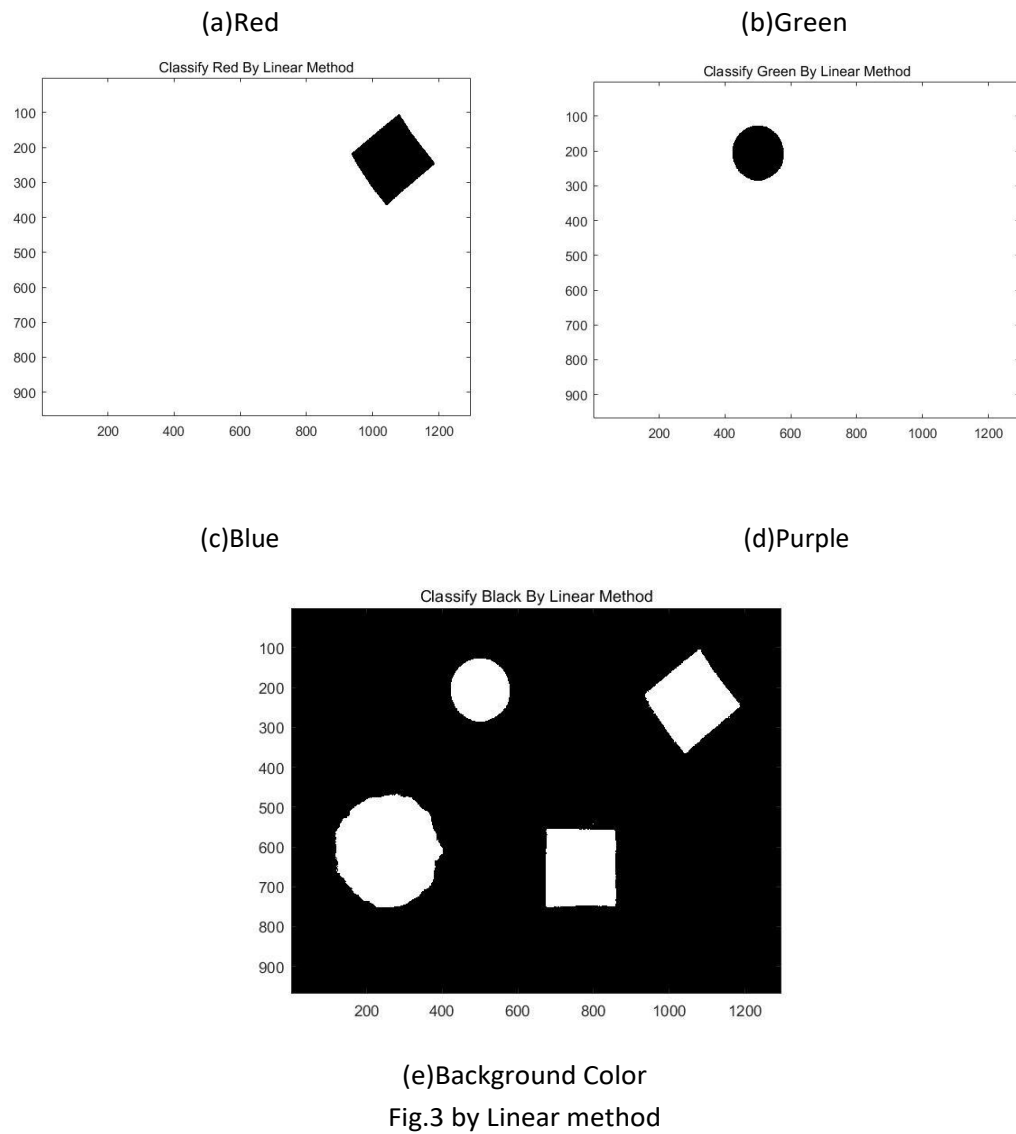 (a)Red (b)Green
Classify Red By Linear Method
100
200
300
400
500
600
700
800
900
200 400 600 800 1000 1200
Classify Green By Linear Method
100
200
300
400
500
600
700
800
900
200 400 600 800 1000 1200
(c)Blue (d)Purple
Classify Black By Linear Method
100
200
300
400
500
600
700
800
900
200 400 600 800 1000 1200
(e)Background Color
Fig.3 by Linear method